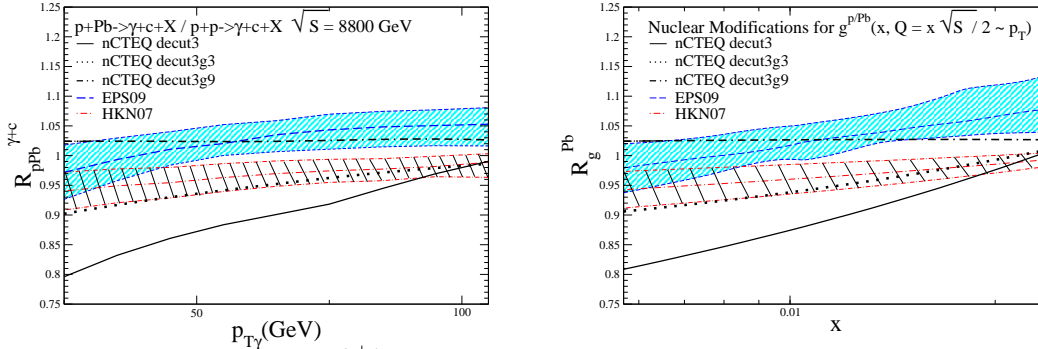 p+Pb->γ+c+X / p+p->γ+c+X √S = 8800 GeV
nCTEQ decut3
nCTEQ decut3g3
nCTEQ decut3g9
EPS09
HKN07
1.25
1.2
1.15
1.1
1.05
1
0.95
0.9
0.85
0.8
0.75
R_pPb^γ+c
50
100
p_Tγ(GeV)
Nuclear Modifications for g^p/Pb(x, Q = x √S / 2 ~ p_T)
nCTEQ decut3
nCTEQ decut3g3
nCTEQ decut3g9
EPS09
HKN07
1.25
1.2
1.15
1.1
1.05
1
0.95
0.9
0.85
0.8
0.75
R_g^Pb
0.01
x